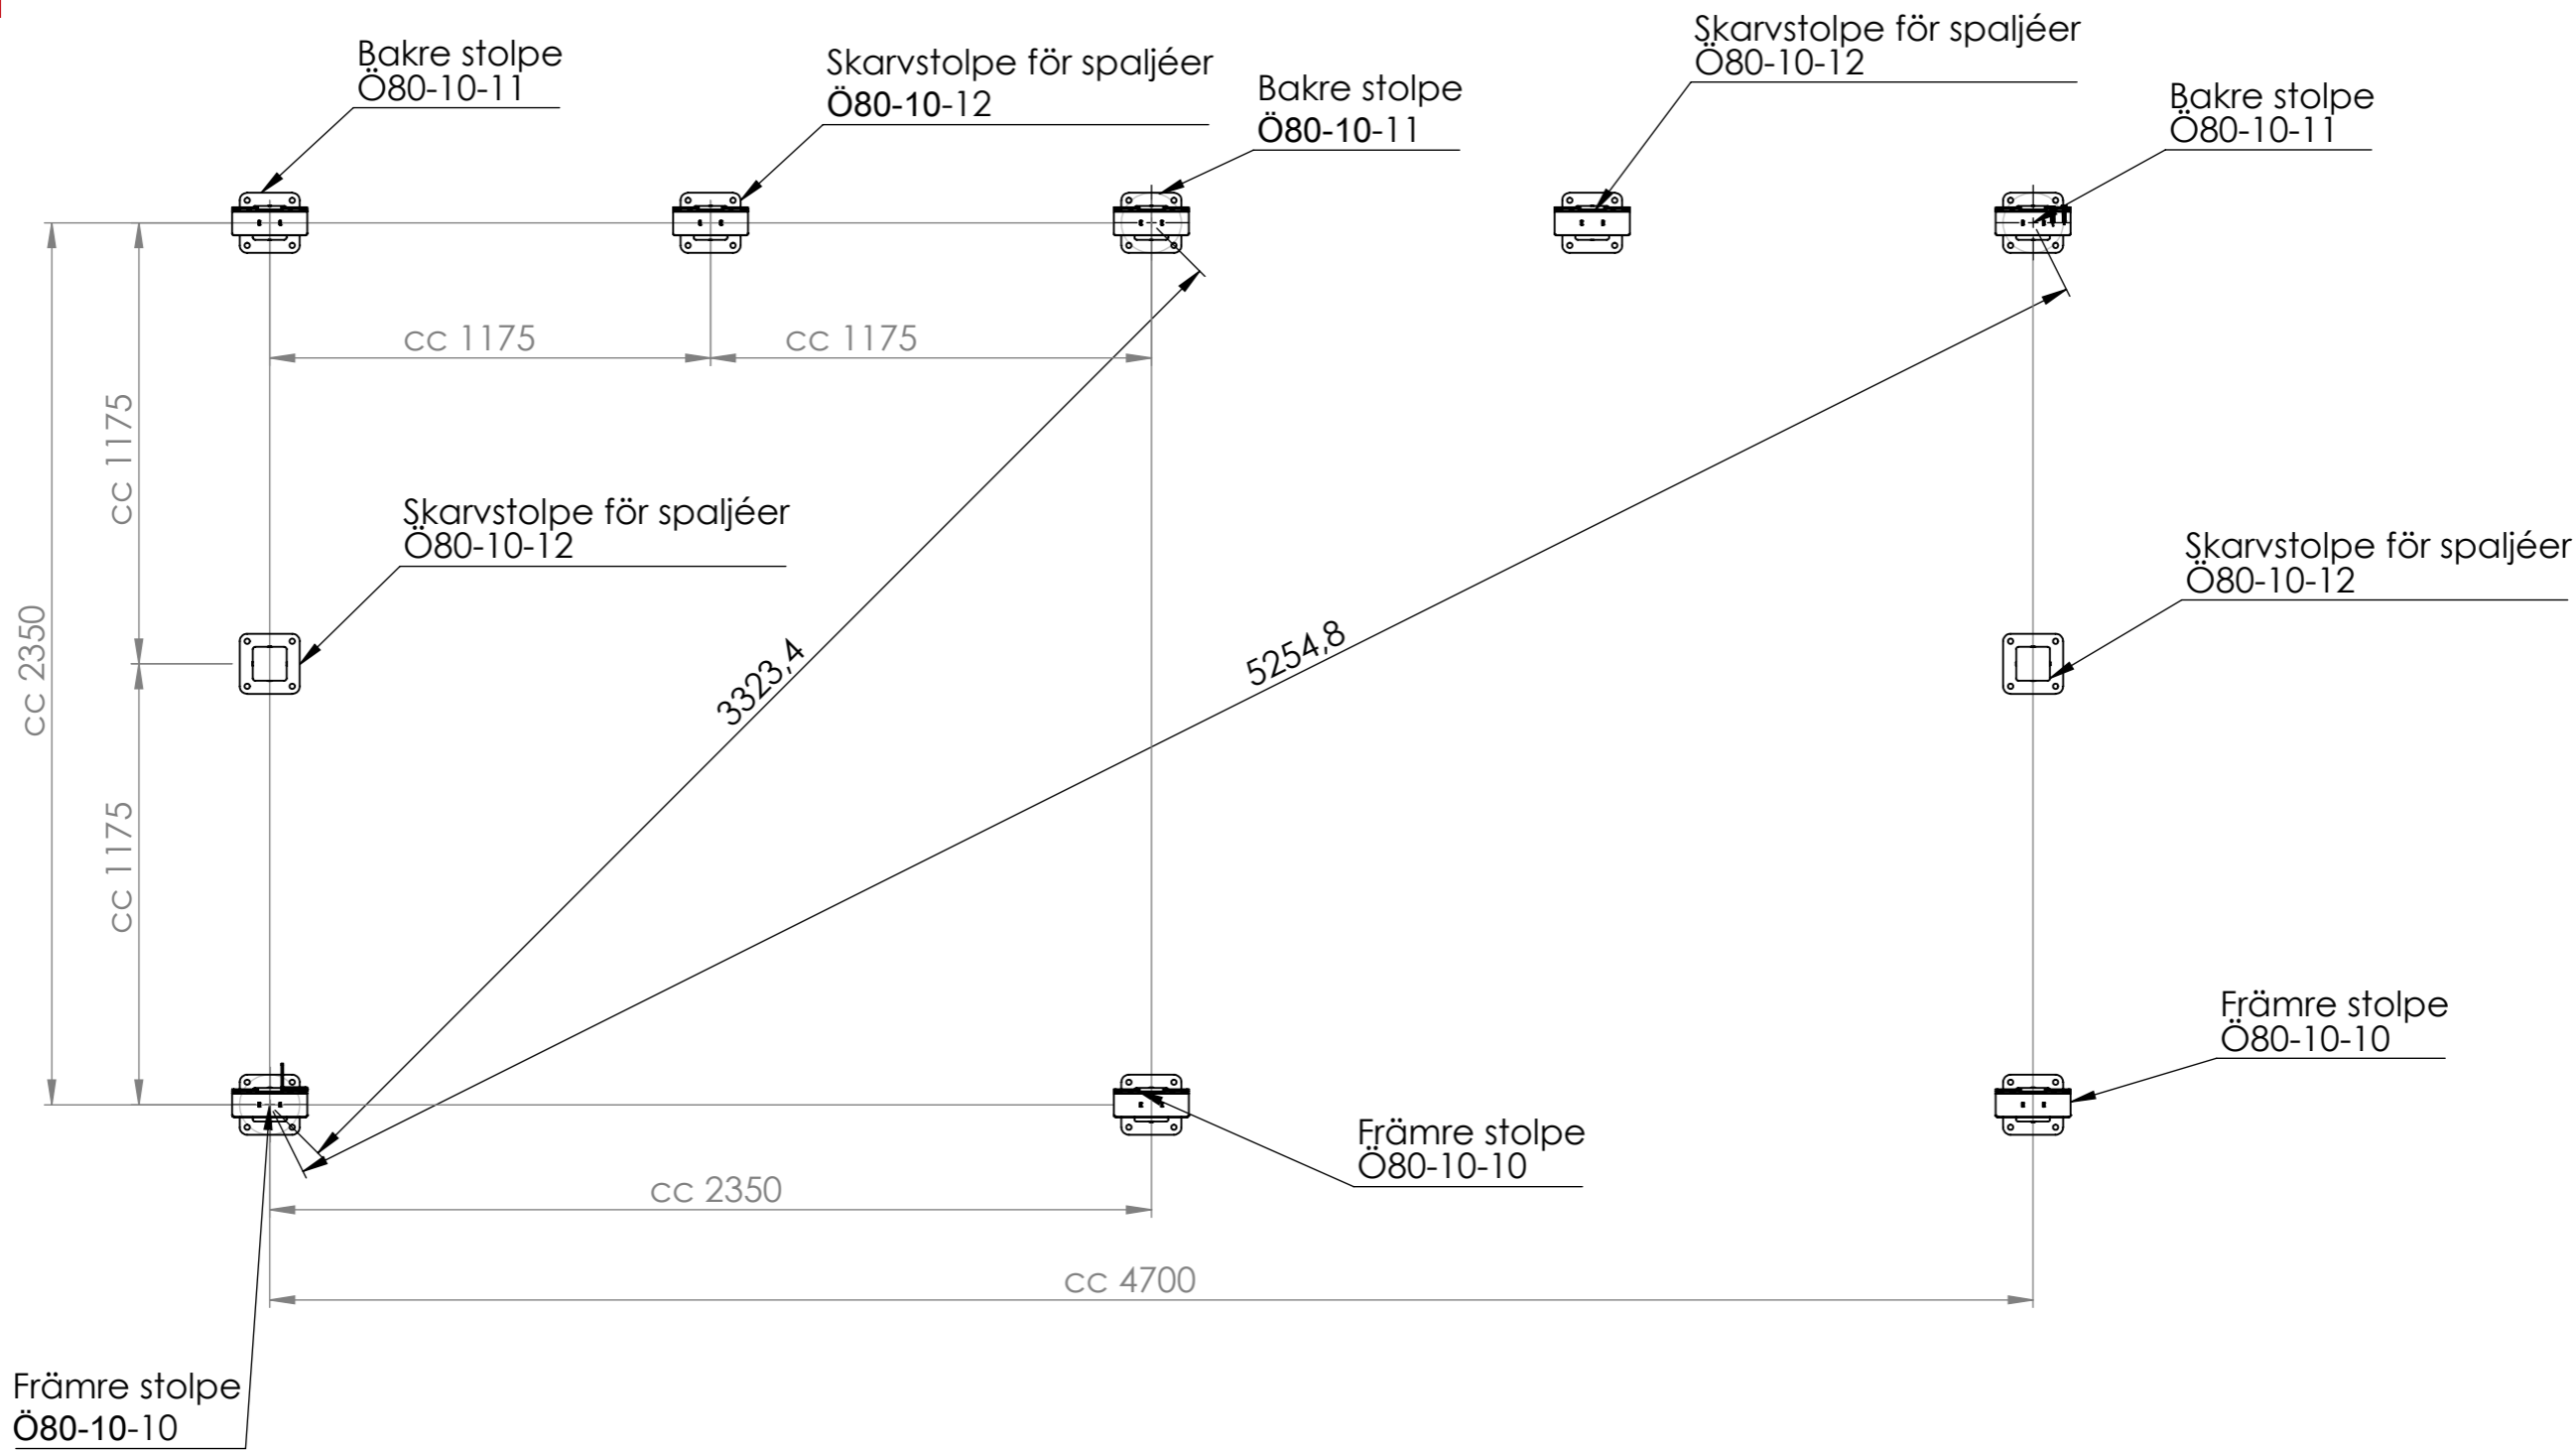 Skarvstolpe för spaljéer
Ö80-10-12
Bakre stolpe
Ö80-10-11
Skarvstolpe för spaljéer
Ö80-10-12
Bakre stolpe
Ö80-10-11
Bakre stolpe
Ö80-10-11
cc 1175
cc 1175
cc 1175
Skarvstolpe för spaljéer
Ö80-10-12
Skarvstolpe för spaljéer
Ö80-10-12
cc 2350
3323,4
5254,8
cc 1175
Främre stolpe
Ö80-10-10
Främre stolpe
Ö80-10-10
cc 2350
cc 4700
Främre stolpe
Ö80-10-10